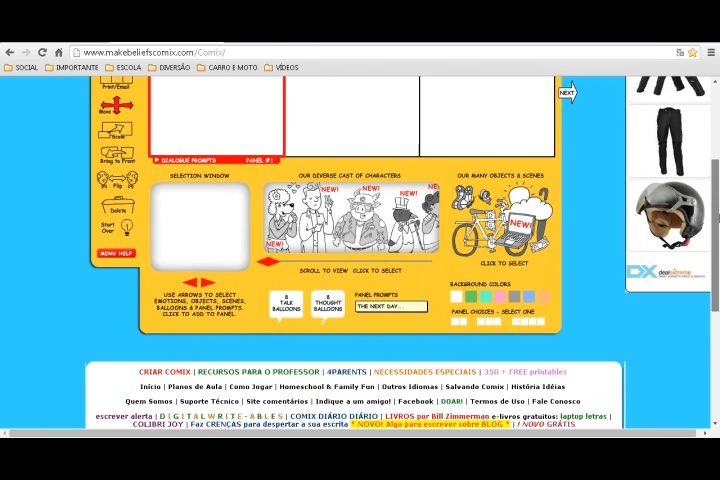 www.makebeliefscomix.com/Comix/
SOCIAL IMPORTANTE ESCOLA DIVERSÃO CARRO E MOTO VÍDEOS
Print/Email
Move
Scale
Bring to Front
Flip
Delete
Start
Over
MENU HELP
NEXT
DIALOGUE PROMPTS PANEL #1
SELECTION WINDOW
OUR DIVERSE CAST OF CHARACTERS
OUR MANY OBJECTS & SCENES
NEW! NEW! NEW! NEW! NEW!
NEW!
SCROLL TO VIEW CLICK TO SELECT
CLICK TO SELECT
USE ARROWS TO SELECT
EMOTIONS, OBJECTS, SCENES,
BALLOONS & PANEL PROMPTS.
CLICK TO ADD TO PANEL.
8
TALK
BALLOONS
8
THOUGHT
BALLOONS
PANEL PROMPTS
THE NEXT DAY...
BACKGROUND COLORS
PANEL CHOICES - SELECT ONE
DX dealextreme
CRIAR COMIX | RECURSOS PARA O PROFESSOR | 4PARENTS | NECESSIDADES ESPECIAIS | 350 + FREE printables
Início | Planos de Aula | Como Jogar | Homeschool & Family Fun | Outros Idiomas | Salvando Comix | História Idéias
Quem Somos | Suporte Técnico | Site comentários | Indique a um amigo! | Facebook | DOAR! | Termos de Uso | Fale Conosco
escrever alerta | D I G I T A L W R I T E - A B L E S | COMIX DIÁRIO DIÁRIO | LIVROS por Bill Zimmerman e-livros gratuitos: laptop letras |
COLIBRI JOY | Faz CRENÇAS para despertar a sua escrita * NOVO! Algo para escrever sobre BLOG * | ! NOVO GRÁTIS